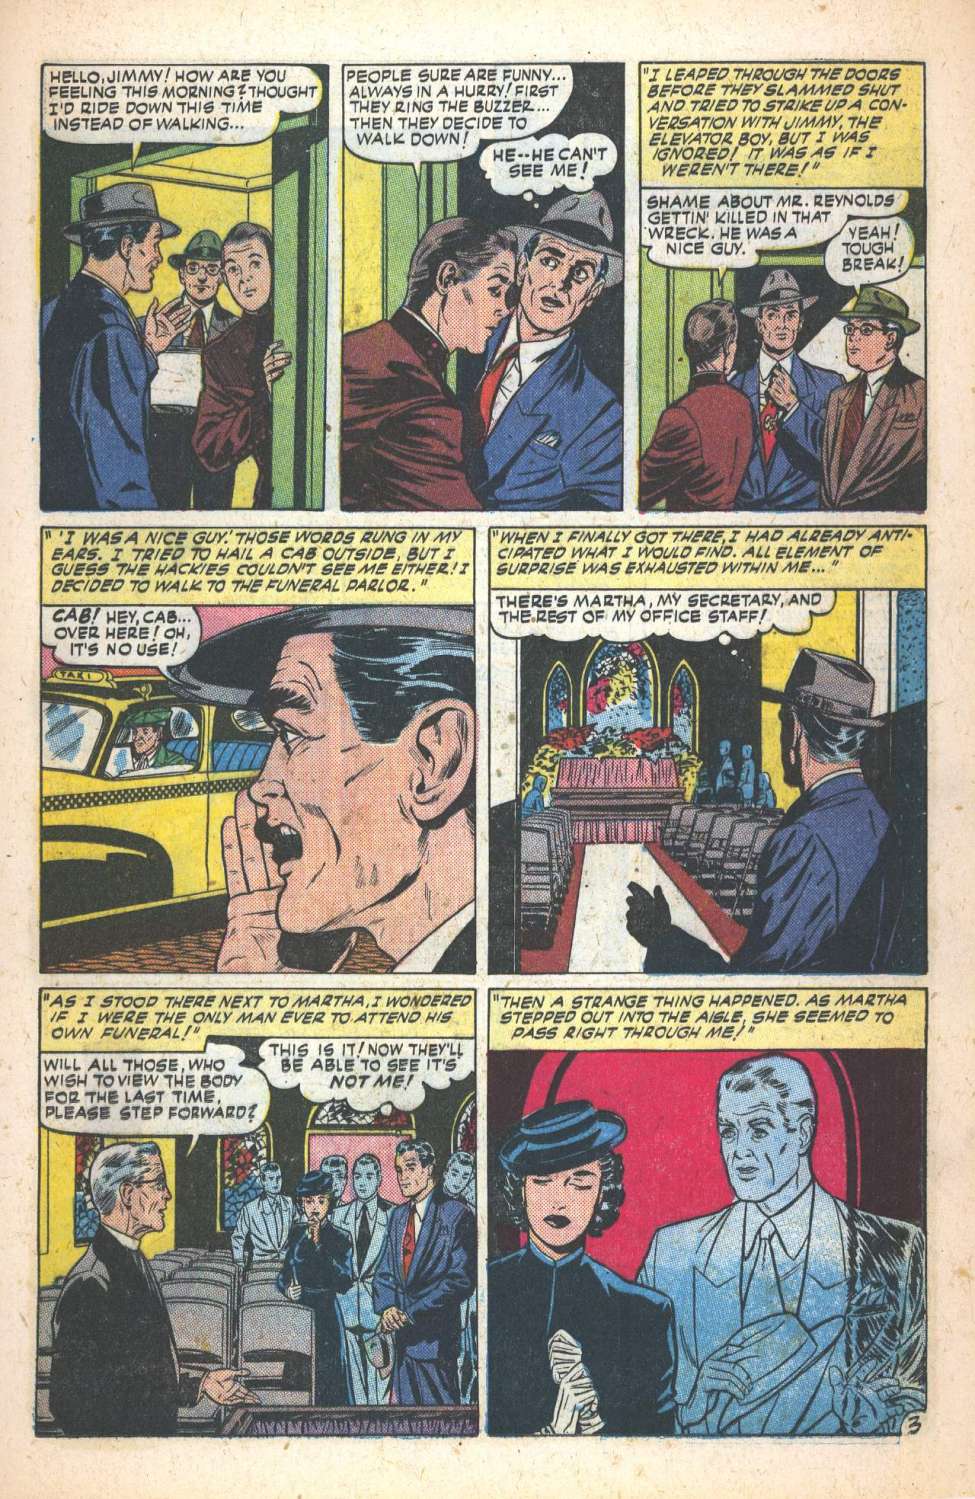 HELLO, JIMMY! HOW ARE YOU
FEELING THIS MORNING? THOUGHT
I'D RIDE DOWN THIS TIME
INSTEAD OF WALKING...
PEOPLE SURE ARE FUNNY...
ALWAYS IN A HURRY! FIRST
THEY RING THE BUZZER...
THEN THEY DECIDE TO
WALK DOWN!
HE--HE CAN'T
SEE ME!
"I LEAPED THROUGH THE DOORS
BEFORE THEY SLAMMED SHUT
AND TRIED TO STRIKE UP A CON-
VERSATION WITH JIMMY, THE
ELEVATOR BOY, BUT I WAS
IGNORED! IT WAS AS IF I
WEREN'T THERE!"
SHAME ABOUT MR. REYNOLDS
GETTIN' KILLED IN THAT
WRECK. HE WAS A
NICE GUY.
YEAH!
TOUGH
BREAK!
"'I WAS A NICE GUY.' THOSE WORDS RUNG IN MY
EARS. I TRIED TO HAIL A CAB OUTSIDE, BUT I
GUESS THE HACKIES COULDN'T SEE ME EITHER! I
DECIDED TO WALK TO THE FUNERAL PARLOR."
CAB! HEY, CAB...
OVER HERE! OH,
IT'S NO USE!
TAXI
"WHEN I FINALLY GOT THERE, I HAD ALREADY ANTI-
CIPATED WHAT I WOULD FIND. ALL ELEMENT OF
SURPRISE WAS EXHAUSTED WITHIN ME..."
THERE'S MARTHA, MY SECRETARY, AND
THE REST OF MY OFFICE STAFF!
"AS I STOOD THERE NEXT TO MARTHA, I WONDERED
IF I WERE THE ONLY MAN EVER TO ATTEND HIS
OWN FUNERAL!"
WILL ALL THOSE, WHO
WISH TO VIEW THE BODY
FOR THE LAST TIME,
PLEASE STEP FORWARD?
THIS IS IT! NOW THEY'LL
BE ABLE TO SEE IT'S
NOT ME!
"THEN A STRANGE THING HAPPENED. AS MARTHA
STEPPED OUT INTO THE AISLE, SHE SEEMED TO
PASS RIGHT THROUGH ME!"
3